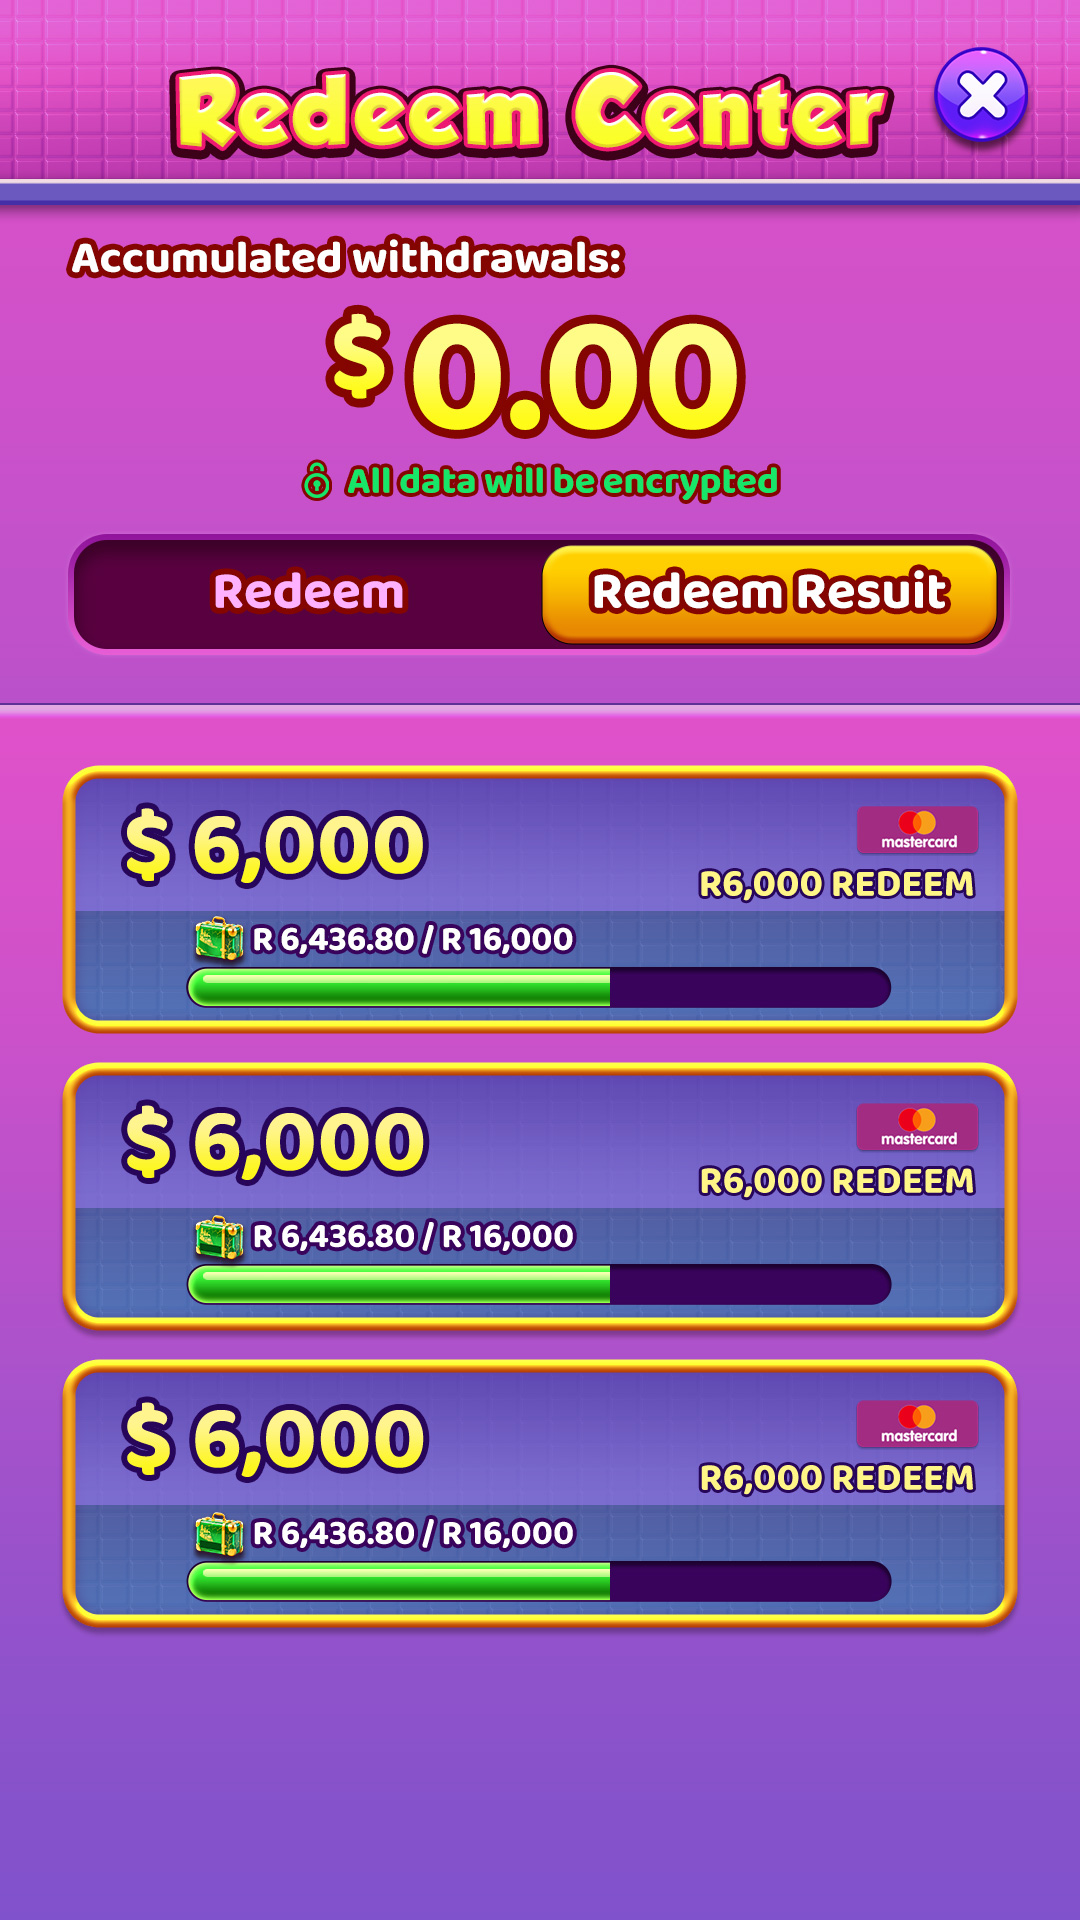 Redeem Center
Accumulated withdrawals:
$0.00
All data will be encrypted
Redeem
Redeem Resuit
$ 6,000
mastercard
R6,000 REDEEM
R 6,436.80 / R 16,000
$ 6,000
mastercard
R6,000 REDEEM
R 6,436.80 / R 16,000
$ 6,000
mastercard
R6,000 REDEEM
R 6,436.80 / R 16,000